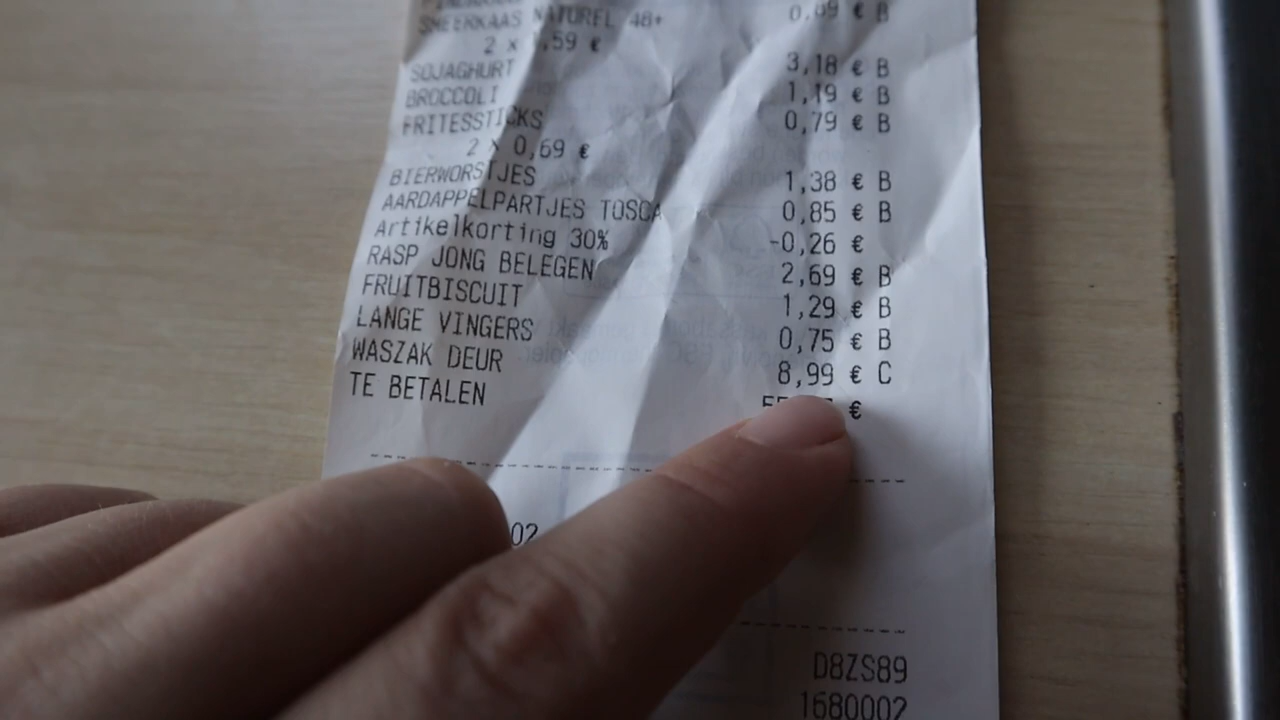 SMEERKAAS NATUREL 48+ 0,89 € B
2 x ,59 €
SOJAGHURT 3,18 € B
BROCCOLI 1,19 € B
FRITESSTICKS 0,79 € B
2 x 0,69 €
BIERWORSTJES 1,38 € B
AARDAPPELPARTJES TOSCA 0,85 € B
Artikelkorting 30% -0,26 €
RASP JONG BELEGEN 2,69 € B
FRUITBISCUIT 1,29 € B
LANGE VINGERS 0,75 € B
WASZAK DEUR 8,99 € C
TE BETALEN €
02
D8ZS89
1680002